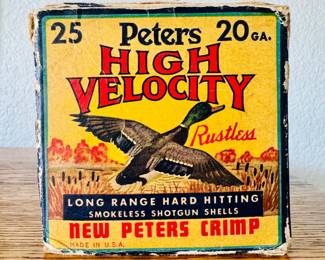 25 Peters 20 GA.
HIGH
VELOCITY
Rustless
LONG RANGE HARD HITTING
SMOKELESS SHOTGUN SHELLS
NEW PETERS CRIMP
MADE IN U.S.A.